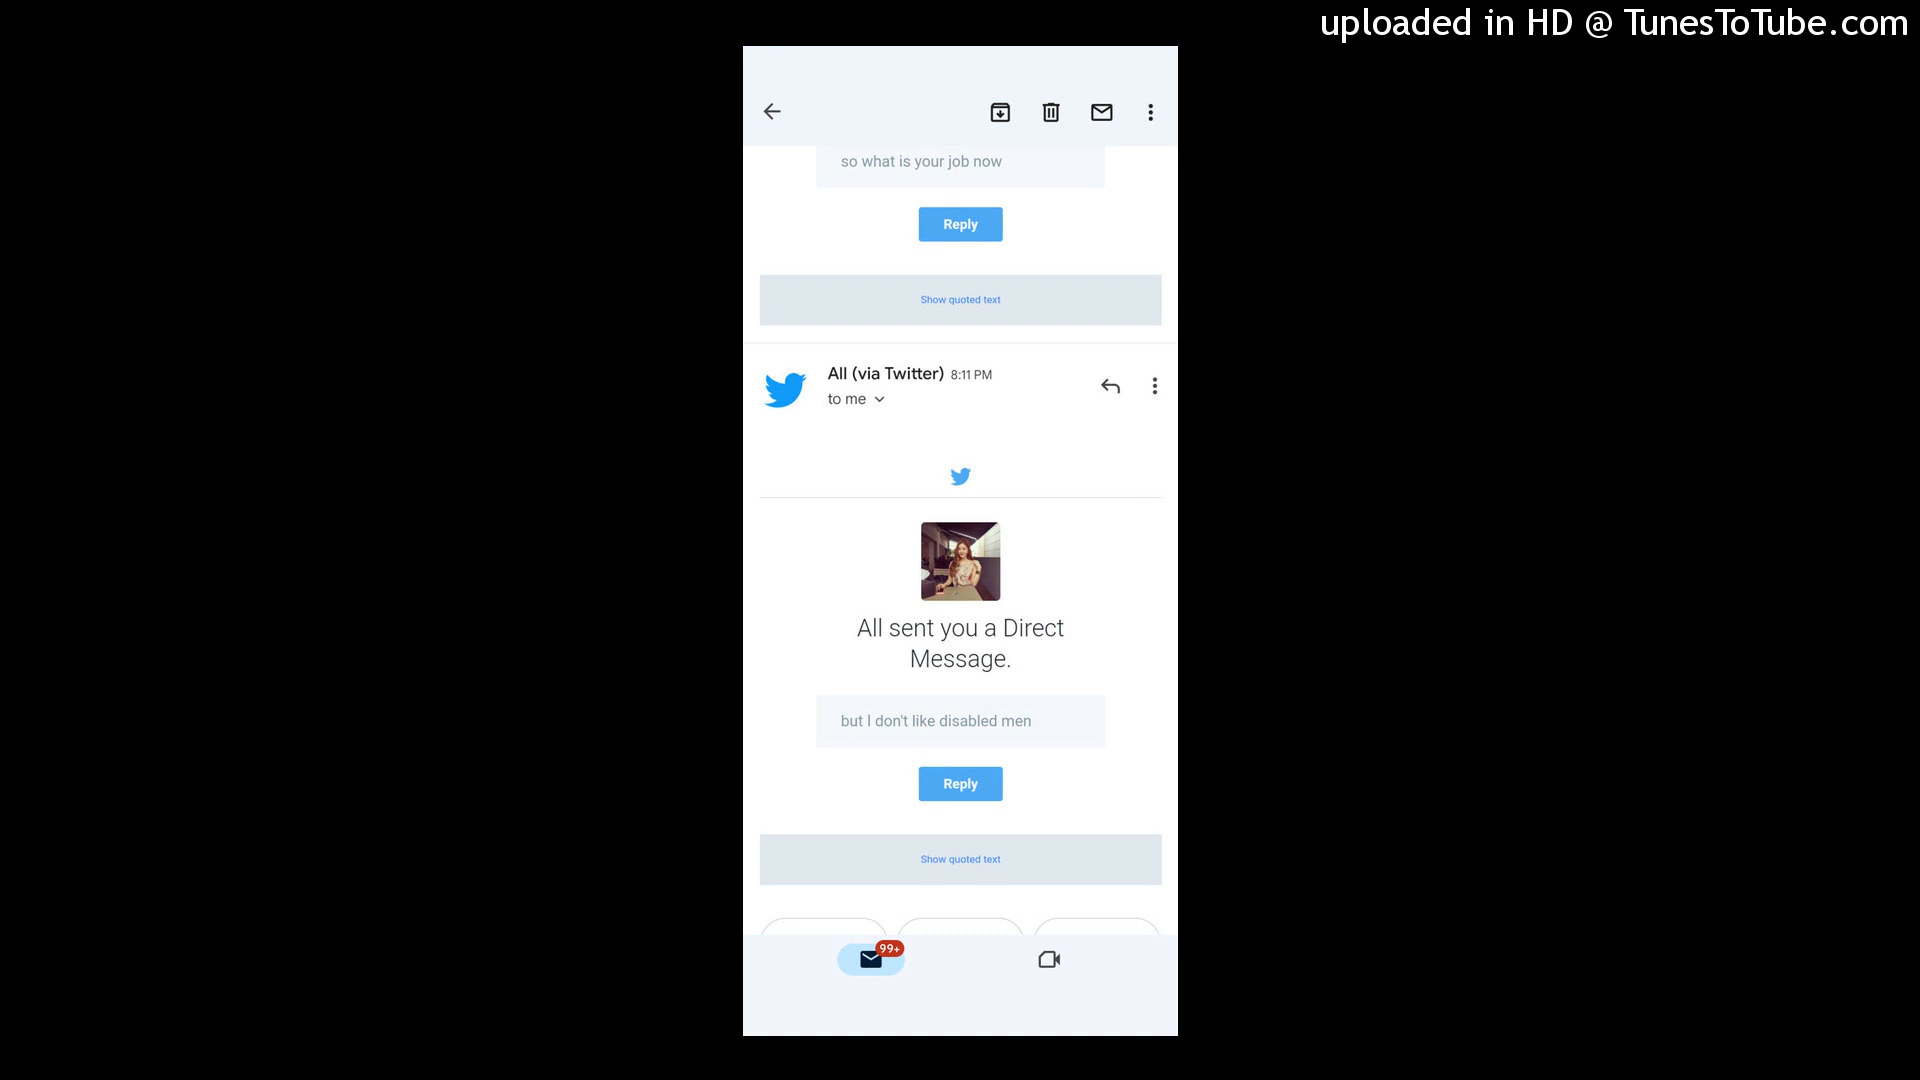 uploaded in HD @ TunesToTube.com
so what is your job now
Reply
Show quoted text
All (via Twitter) 8:11 PM
to me
All sent you a Direct
Message.
but I don't like disabled men
Reply
Show quoted text
99+